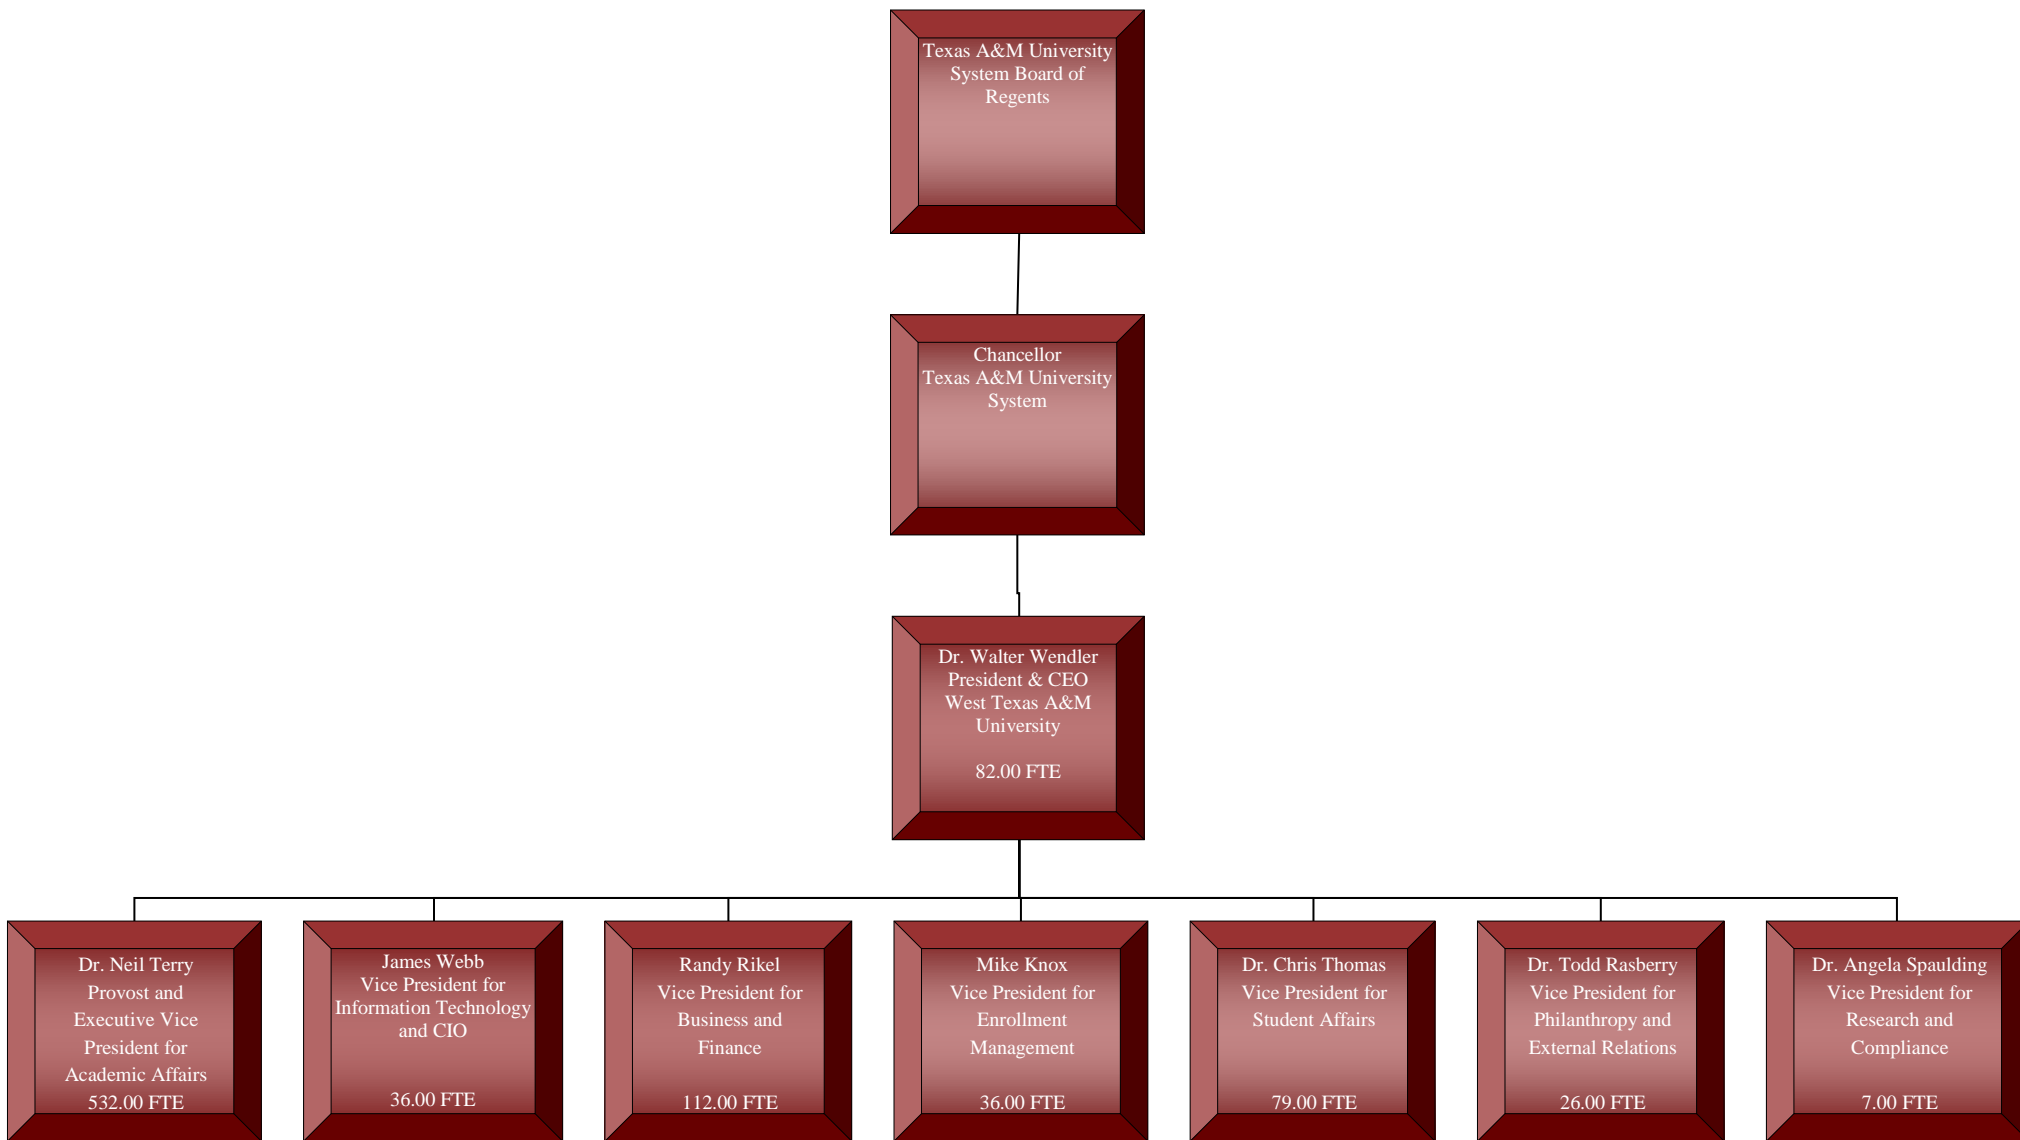 Texas A&M University
System Board of
Regents
Chancellor
Texas A&M University
System
Dr. Walter Wendler
President & CEO
West Texas A&M
University
82.00 FTE
Dr. Neil Terry
Provost and
Executive Vice
President for
Academic Affairs
532.00 FTE
James Webb
Vice President for
Information Technology
and CIO
36.00 FTE
Randy Rikel
Vice President for
Business and
Finance
112.00 FTE
Mike Knox
Vice President for
Enrollment
Management
36.00 FTE
Dr. Chris Thomas
Vice President for
Student Affairs
79.00 FTE
Dr. Todd Rasberry
Vice President for
Philanthropy and
External Relations
26.00 FTE
Dr. Angela Spaulding
Vice President for
Research and
Compliance
7.00 FTE